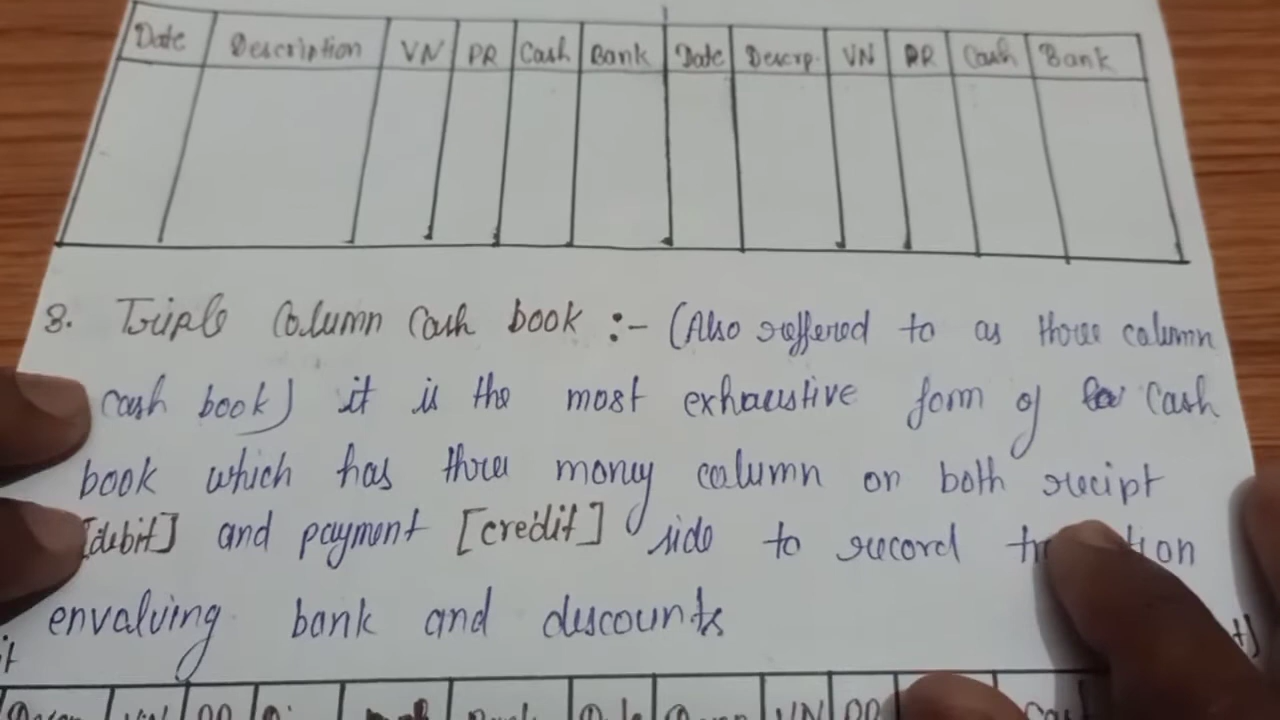 Date Description VN PR Cash Bank Date Descrp. VN PR Cash Bank
3. Triple Column Cash book :- (Also reffered to as three column
cash book) it is the most exhaustive form of Cash
book which has three money column on both recipt
[debit] and payment [credit] side to record
envalving bank and discounts
VN